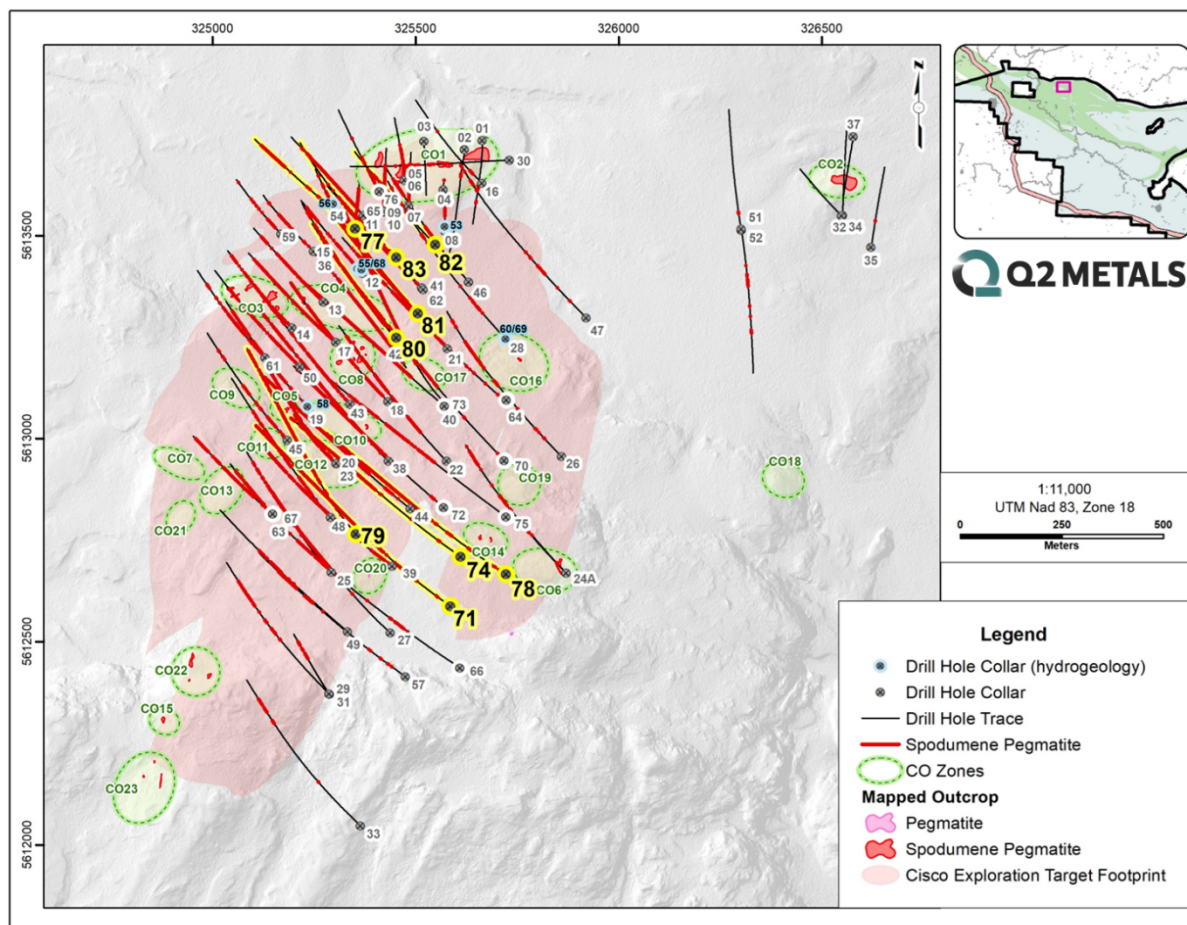 325000
325500
326000
326500
5613500
5613000
5612500
5612000
N
03
02
01
CO1
30
05
06
04
16
76
09
10
07
56
54
65
11
53
08
77
82
59
15
36
55/68
12
83
41
62
46
47
CO4
CO3
13
81
60/69
28
14
17
80
42
21
CO16
61
CO8
CO17
50
CO9
CO5
58
19
43
18
73
40
64
45
CO10
CO11
CO12
20
23
38
22
70
26
CO7
CO13
CO19
CO21
67
63
48
44
72
75
79
CO14
74
CO20
39
78
CO6
24A
25
71
49
27
66
57
CO22
29
31
CO15
CO23
33
37
CO2
32
34
35
51
52
CO18
Q2 METALS
1:11,000
UTM Nad 83, Zone 18
0
250
500
Meters
Legend
Drill Hole Collar (hydrogeology)
Drill Hole Collar
Drill Hole Trace
Spodumene Pegmatite
CO Zones
Mapped Outcrop
Pegmatite
Spodumene Pegmatite
Cisco Exploration Target Footprint